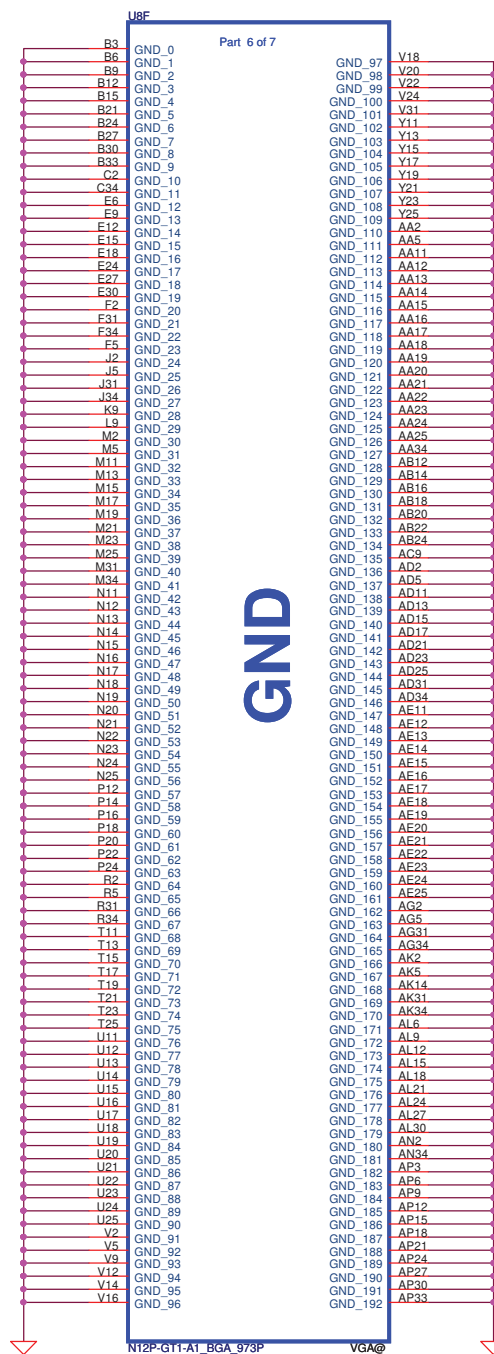 U8F
Part 6 of 7
B3 GND_0
B6 GND_1
B9 GND_2
B12 GND_3
B15 GND_4
B21 GND_5
B24 GND_6
B27 GND_7
B30 GND_8
B33 GND_9
C2 GND_10
C34 GND_11
E6 GND_12
E9 GND_13
E12 GND_14
E15 GND_15
E18 GND_16
E24 GND_17
E27 GND_18
E30 GND_19
F2 GND_20
F31 GND_21
F34 GND_22
F5 GND_23
J2 GND_24
J5 GND_25
J31 GND_26
J34 GND_27
K9 GND_28
L9 GND_29
M2 GND_30
M5 GND_31
M11 GND_32
M13 GND_33
M15 GND_34
M17 GND_35
M19 GND_36
M21 GND_37
M23 GND_38
M25 GND_39
M31 GND_40
M34 GND_41
N11 GND_42
N12 GND_43
N13 GND_44
N14 GND_45
N15 GND_46
N16 GND_47
N17 GND_48
N18 GND_49
N19 GND_50
N20 GND_51
N21 GND_52
N22 GND_53
N23 GND_54
N24 GND_55
N25 GND_56
P12 GND_57
P14 GND_58
P16 GND_59
P18 GND_60
P20 GND_61
P22 GND_62
P24 GND_63
R2 GND_64
R5 GND_65
R31 GND_66
R34 GND_67
T11 GND_68
T13 GND_69
T15 GND_70
T17 GND_71
T19 GND_72
T21 GND_73
T23 GND_74
T25 GND_75
U11 GND_76
U12 GND_77
U13 GND_78
U14 GND_79
U15 GND_80
U16 GND_81
U17 GND_82
U18 GND_83
U19 GND_84
U20 GND_85
U21 GND_86
U22 GND_87
U23 GND_88
U24 GND_89
U25 GND_90
V2 GND_91
V5 GND_92
V9 GND_93
V12 GND_94
V14 GND_95
V16 GND_96
GND
GND_97 V18
GND_98 V20
GND_99 V22
GND_100 V24
GND_101 V31
GND_102 Y11
GND_103 Y13
GND_104 Y15
GND_105 Y17
GND_106 Y19
GND_107 Y21
GND_108 Y23
GND_109 Y25
GND_110 AA2
GND_111 AA5
GND_112 AA11
GND_113 AA12
GND_114 AA13
GND_115 AA14
GND_116 AA15
GND_117 AA16
GND_118 AA17
GND_119 AA18
GND_120 AA19
GND_121 AA20
GND_122 AA21
GND_123 AA22
GND_124 AA23
GND_125 AA24
GND_126 AA25
GND_127 AA34
GND_128 AB12
GND_129 AB14
GND_130 AB16
GND_131 AB18
GND_132 AB20
GND_133 AB22
GND_134 AB24
GND_135 AC9
GND_136 AD2
GND_137 AD5
GND_138 AD11
GND_139 AD13
GND_140 AD15
GND_141 AD17
GND_142 AD21
GND_143 AD23
GND_144 AD25
GND_145 AD31
GND_146 AD34
GND_147 AE11
GND_148 AE12
GND_149 AE13
GND_150 AE14
GND_151 AE15
GND_152 AE16
GND_153 AE17
GND_154 AE18
GND_155 AE19
GND_156 AE20
GND_157 AE21
GND_158 AE22
GND_159 AE23
GND_160 AE24
GND_161 AE25
GND_162 AG2
GND_163 AG5
GND_164 AG31
GND_165 AG34
GND_166 AK2
GND_167 AK5
GND_168 AK14
GND_169 AK31
GND_170 AK34
GND_171 AL6
GND_172 AL9
GND_173 AL12
GND_174 AL15
GND_175 AL18
GND_176 AL21
GND_177 AL24
GND_178 AL27
GND_179 AL30
GND_180 AN2
GND_181 AN34
GND_182 AP3
GND_183 AP6
GND_184 AP9
GND_185 AP12
GND_186 AP15
GND_187 AP18
GND_188 AP21
GND_189 AP24
GND_190 AP27
GND_191 AP30
GND_192 AP33
N12P-GT1-A1_BGA_973P VGA@